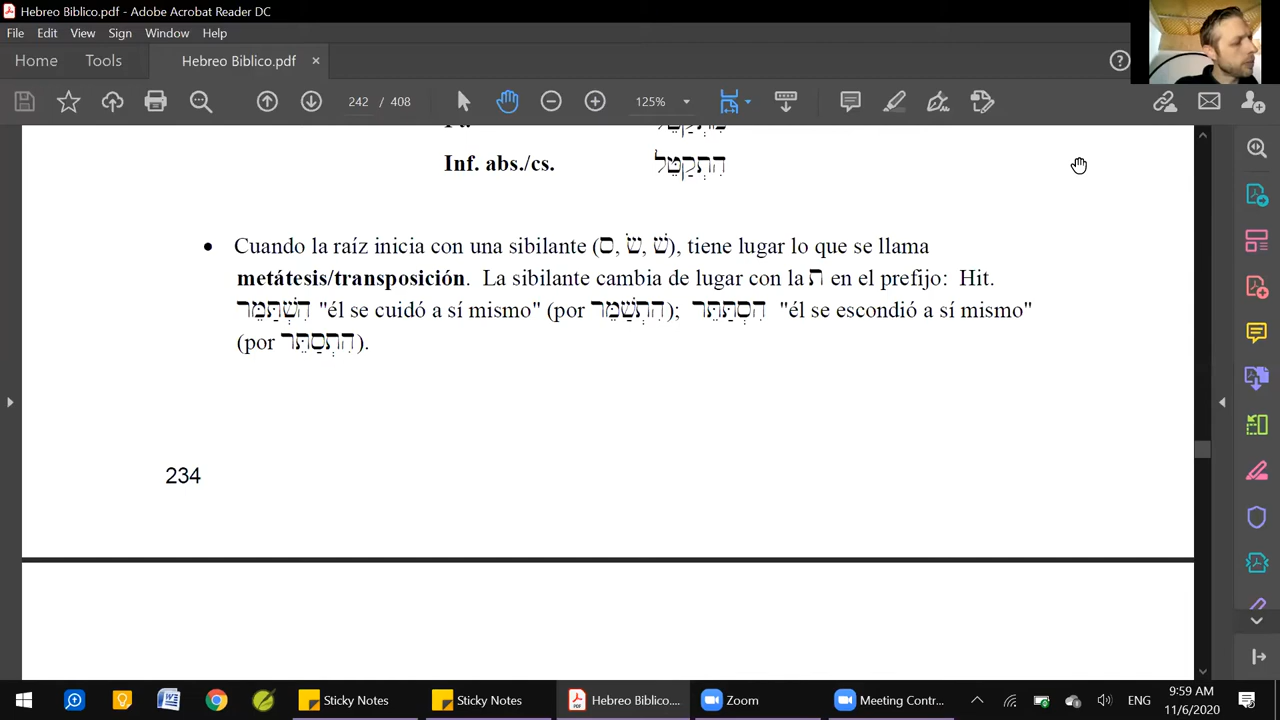 Hebreo Biblico.pdf - Adobe Acrobat Reader DC
File Edit View Sign Window Help
Home Tools Hebreo Biblico.pdf ×
242 / 408 125%
Inf. abs./cs. הִתְקַטֵּל
• Cuando la raíz inicia con una sibilante (שׁ, שׂ, ס), tiene lugar lo que se llama
metátesis/transposición. La sibilante cambia de lugar con la ת en el prefijo: Hit.
הִשְׁתַּמֵּר "él se cuidó a sí mismo" (por הִתְשַׁמֵּר); הִסְתַּתֵּר "él se escondió a sí mismo"
(por הִתְסַתֵּר).
234
Sticky Notes Sticky Notes Hebreo Biblico.... Zoom Meeting Contr... ENG 9:59 AM
11/6/2020